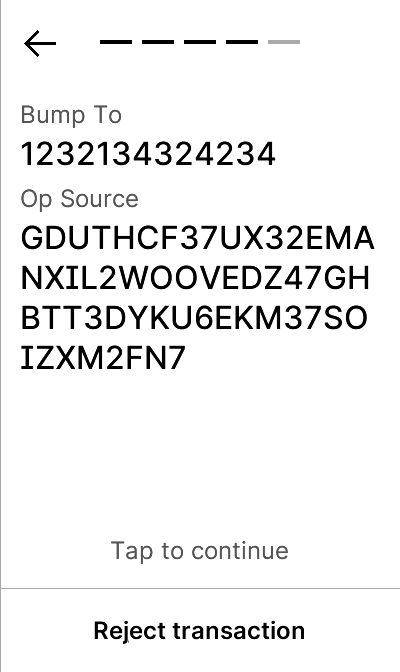 Bump To
1232134324234
Op Source
GDUTHCF37UX32EMA
NXIL2WOOVEDZ47GH
BTT3DYKU6EKM37SO
IZXM2FN7
Tap to continue
Reject transaction